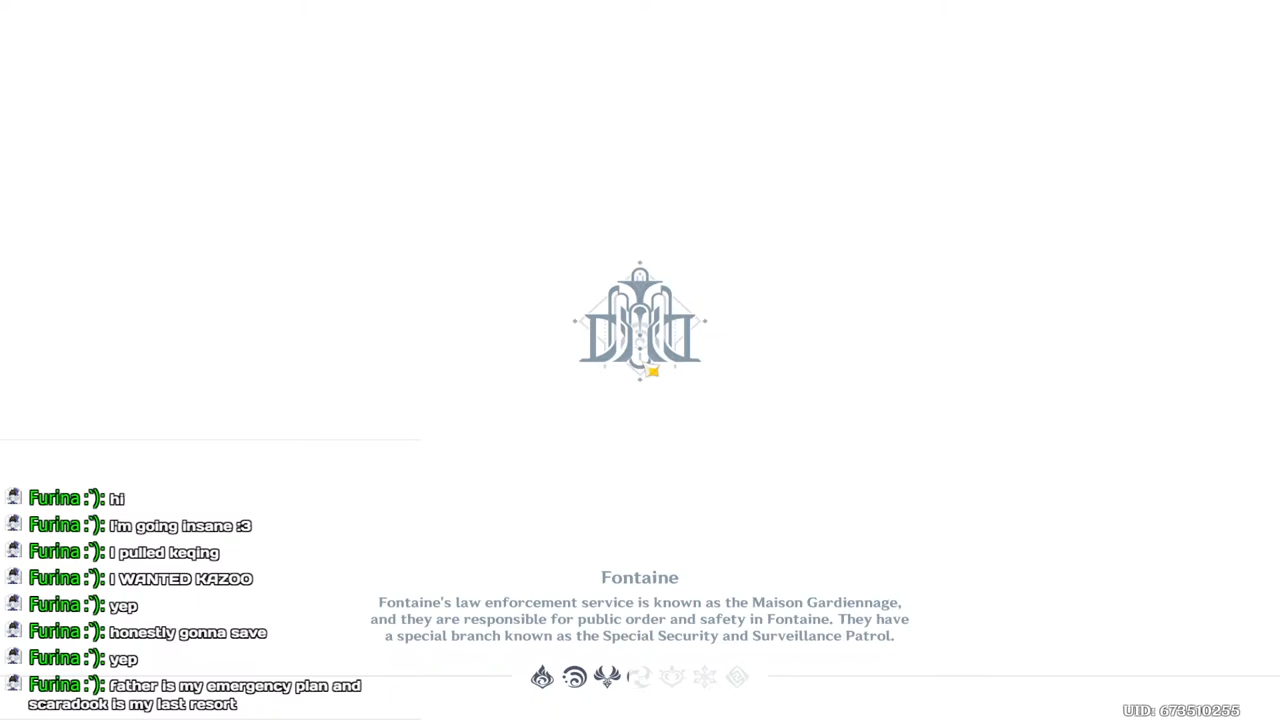 Furina :`): hi
Furina :`): I'm going insane :3
Furina :`): I pulled keqing
Furina :`): I WANTED KAZOO
Furina :`): yep
Furina :`): honestly gonna save
Furina :`): yep
Furina :`): father is my emergency plan and
scaradook is my last resort
Fontaine
Fontaine's law enforcement service is known as the Maison Gardiennage,
and they are responsible for public order and safety in Fontaine. They have
a special branch known as the Special Security and Surveillance Patrol.
UID: 673510255